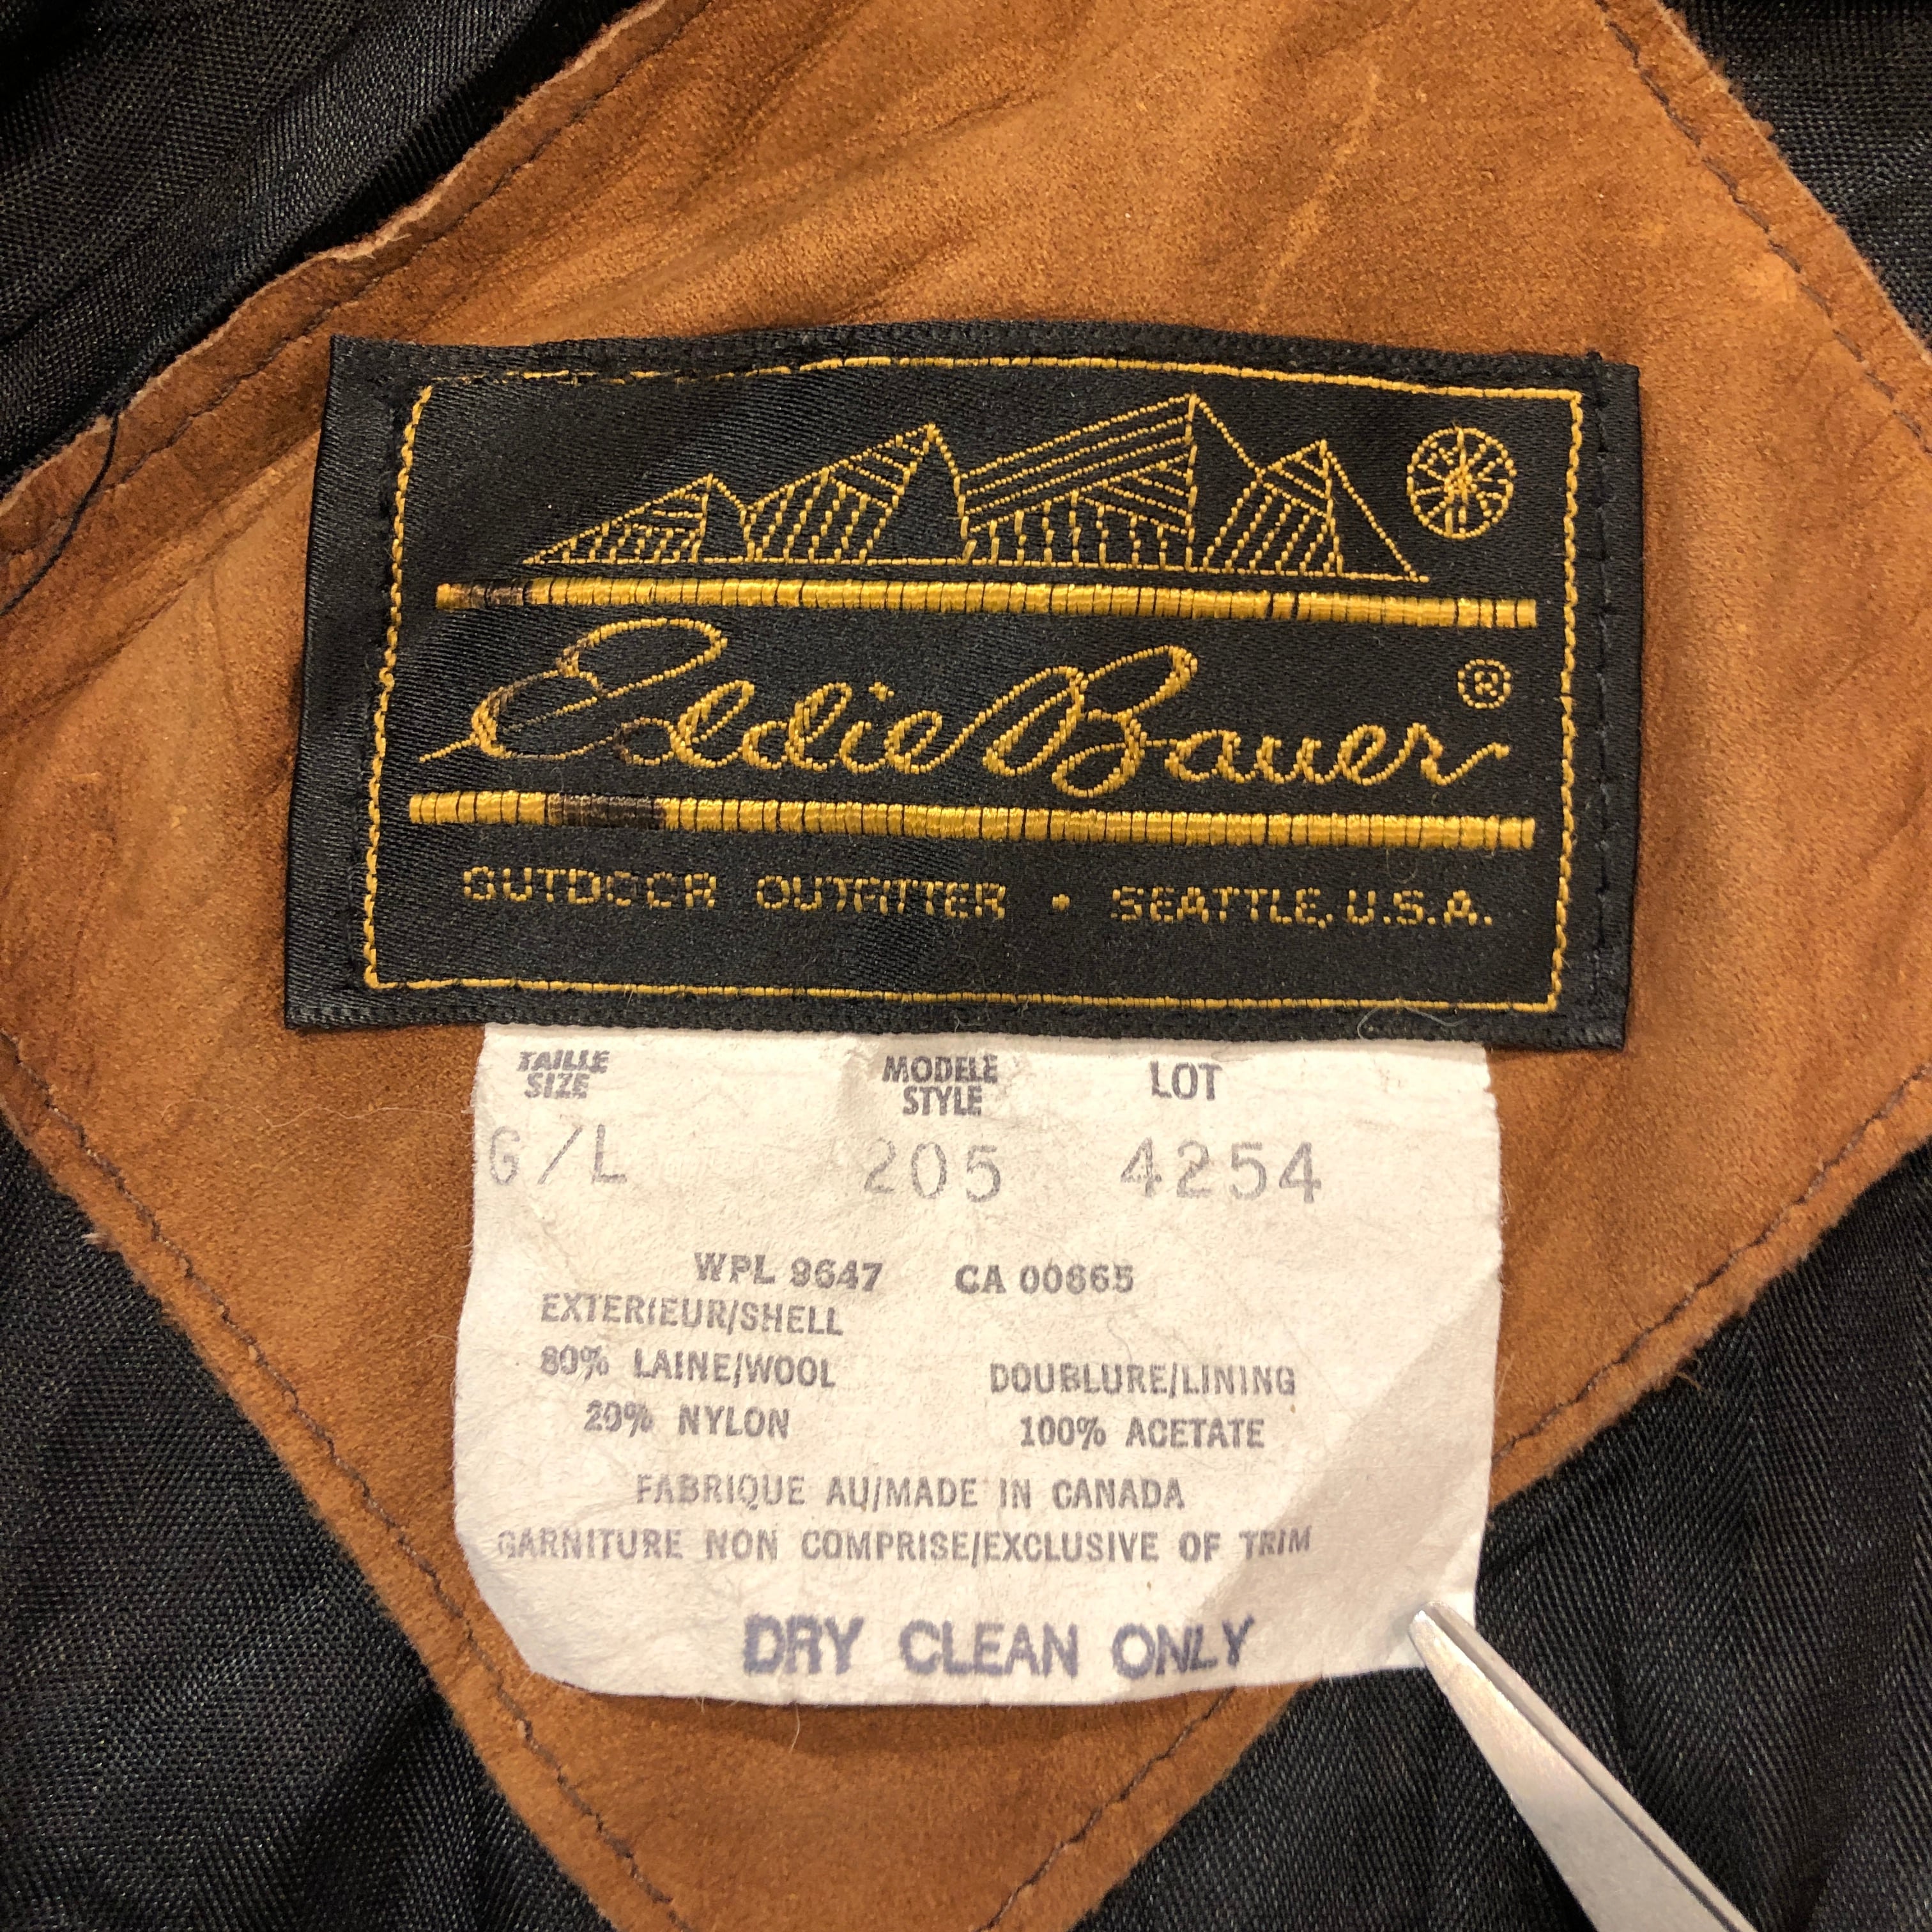 Eddie Bauer ®
OUTDOOR OUTFITTER • SEATTLE, U.S.A.
TAILLE MODELE LOT
SIZE STYLE
G/L 205 4254
WPL 9647 CA 00665
EXTERIEUR/SHELL
80% LAINE/WOOL DOUBLURE/LINING
20% NYLON 100% ACETATE
FABRIQUE AU/MADE IN CANADA
GARNITURE NON COMPRISE/EXCLUSIVE OF TRIM
DRY CLEAN ONLY